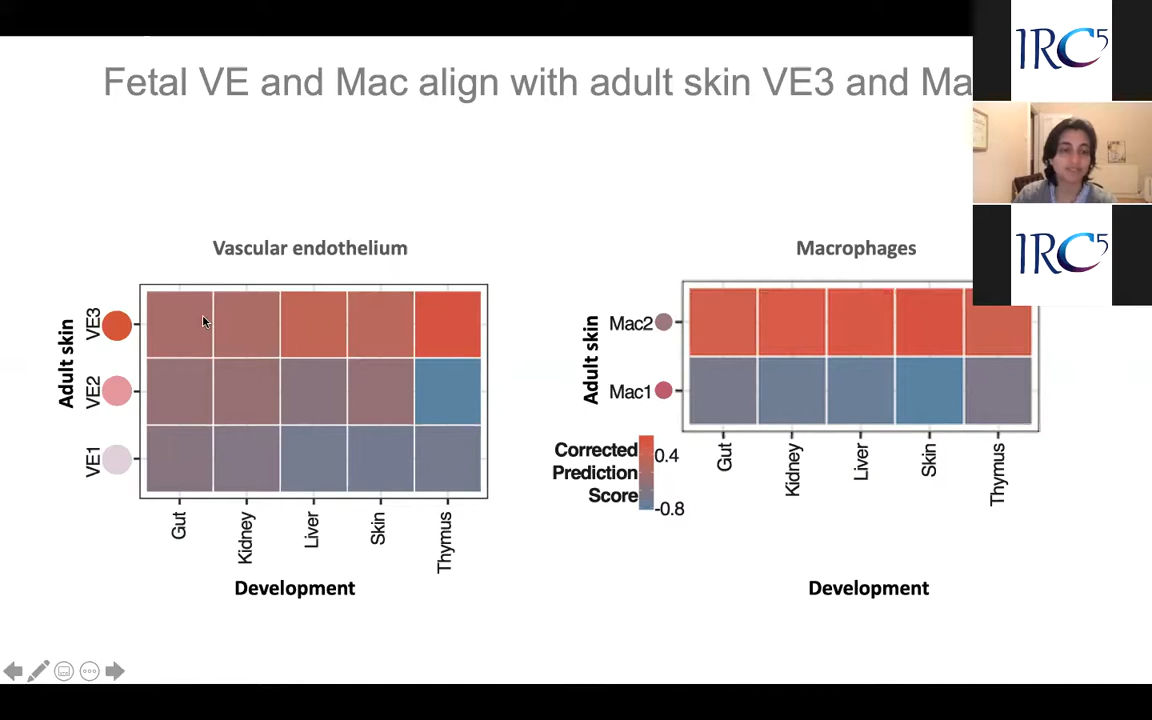 Fetal VE and Mac align with adult skin VE3 and Ma
IRC5
IRC5
Vascular endothelium
Adult skin
VE3
VE2
VE1
Gut
Kidney
Liver
Skin
Thymus
Development
Macrophages
Adult skin
Mac2
Mac1
Corrected
Prediction
Score
0.4
-0.8
Gut
Kidney
Liver
Skin
Thymus
Development